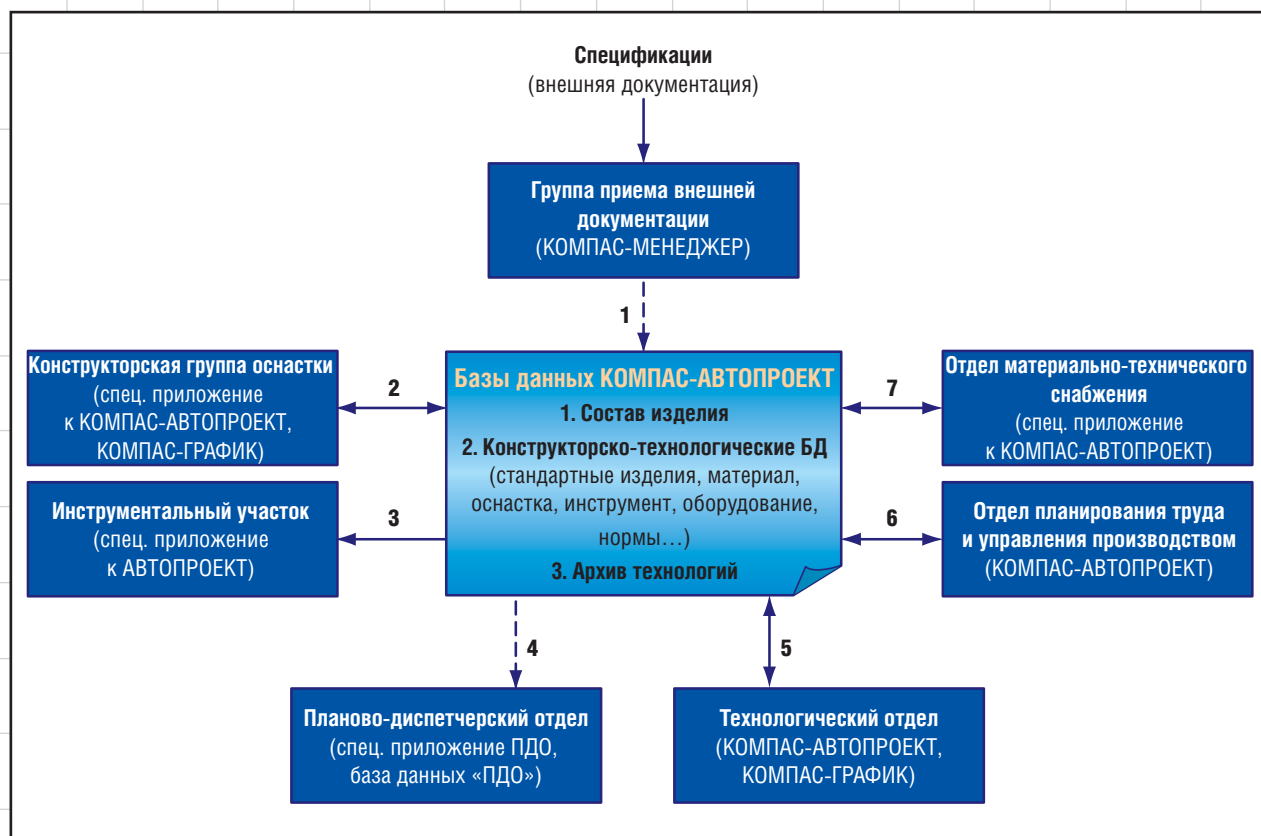 Спецификации
(внешняя документация)
Группа приема внешней
документации
(КОМПАС-МЕНЕДЖЕР)
1
Конструкторская группа оснастки
(спец. приложение
к КОМПАС-АВТОПРОЕКТ,
КОМПАС-ГРАФИК)
2
Базы данных КОМПАС-АВТОПРОЕКТ
1. Состав изделия
2. Конструкторско-технологические БД
(стандартные изделия, материал,
оснастка, инструмент, оборудование,
нормы...)
3. Архив технологий
7
Отдел материально-технического
снабжения
(спец. приложение
к КОМПАС-АВТОПРОЕКТ)
Инструментальный участок
(спец. приложение
к АВТОПРОЕКТ)
3
6
Отдел планирования труда
и управления производством
(КОМПАС-АВТОПРОЕКТ)
4
5
Планово-диспетчерский отдел
(спец. приложение ПДО,
база данных «ПДО»)
Технологический отдел
(КОМПАС-АВТОПРОЕКТ,
КОМПАС-ГРАФИК)